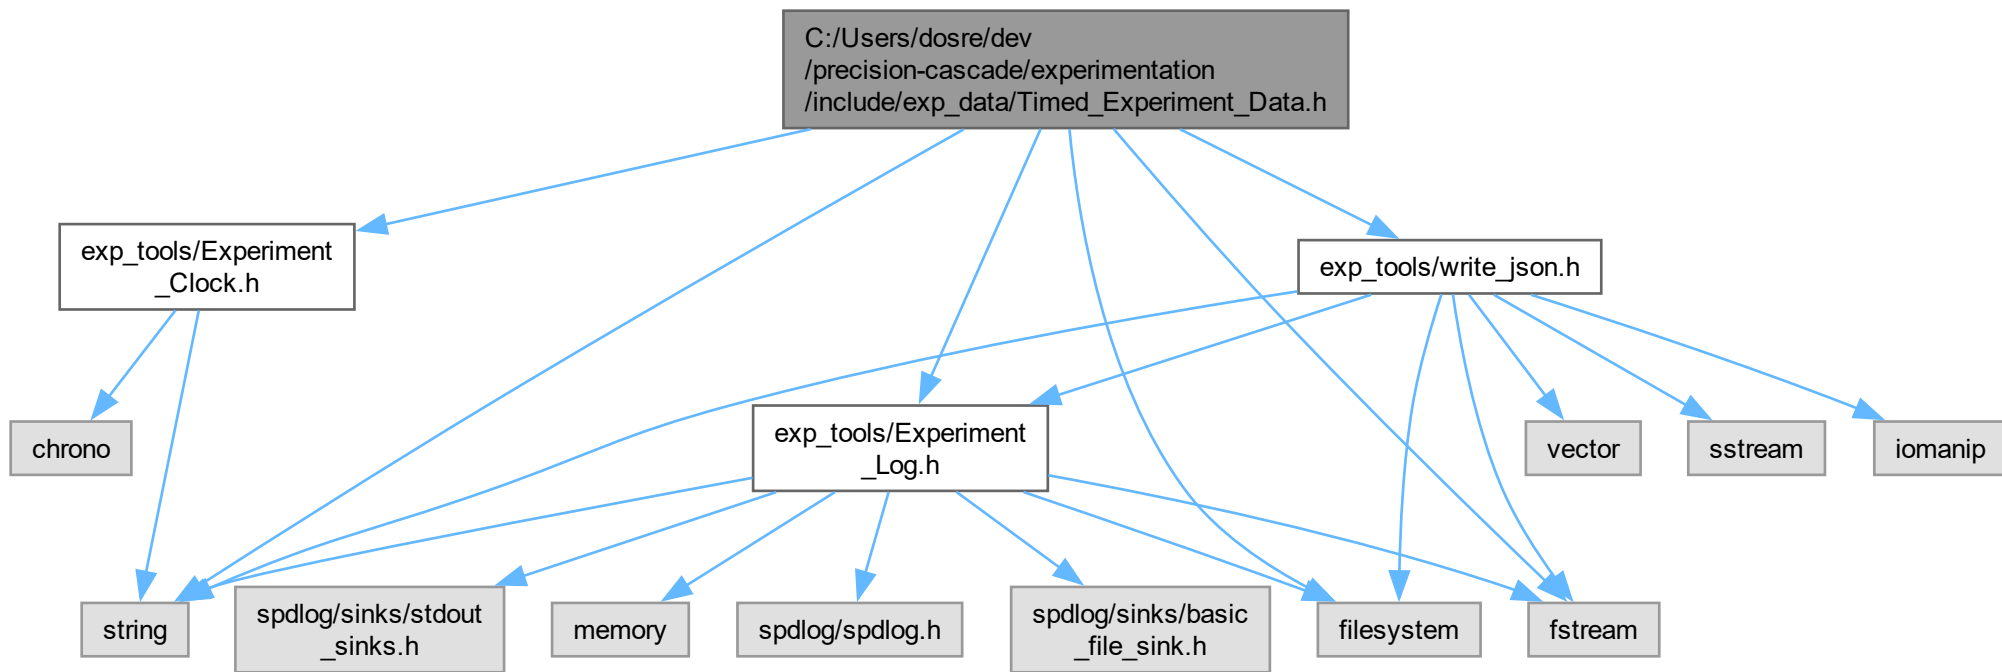 C:/Users/dosre/dev
/precision-cascade/experimentation
/include/exp_data/Timed_Experiment_Data.h
exp_tools/Experiment
_Clock.h
exp_tools/write_json.h
exp_tools/Experiment
_Log.h
chrono
vector
sstream
iomanip
string
spdlog/sinks/stdout
_sinks.h
memory
spdlog/spdlog.h
spdlog/sinks/basic
_file_sink.h
filesystem
fstream